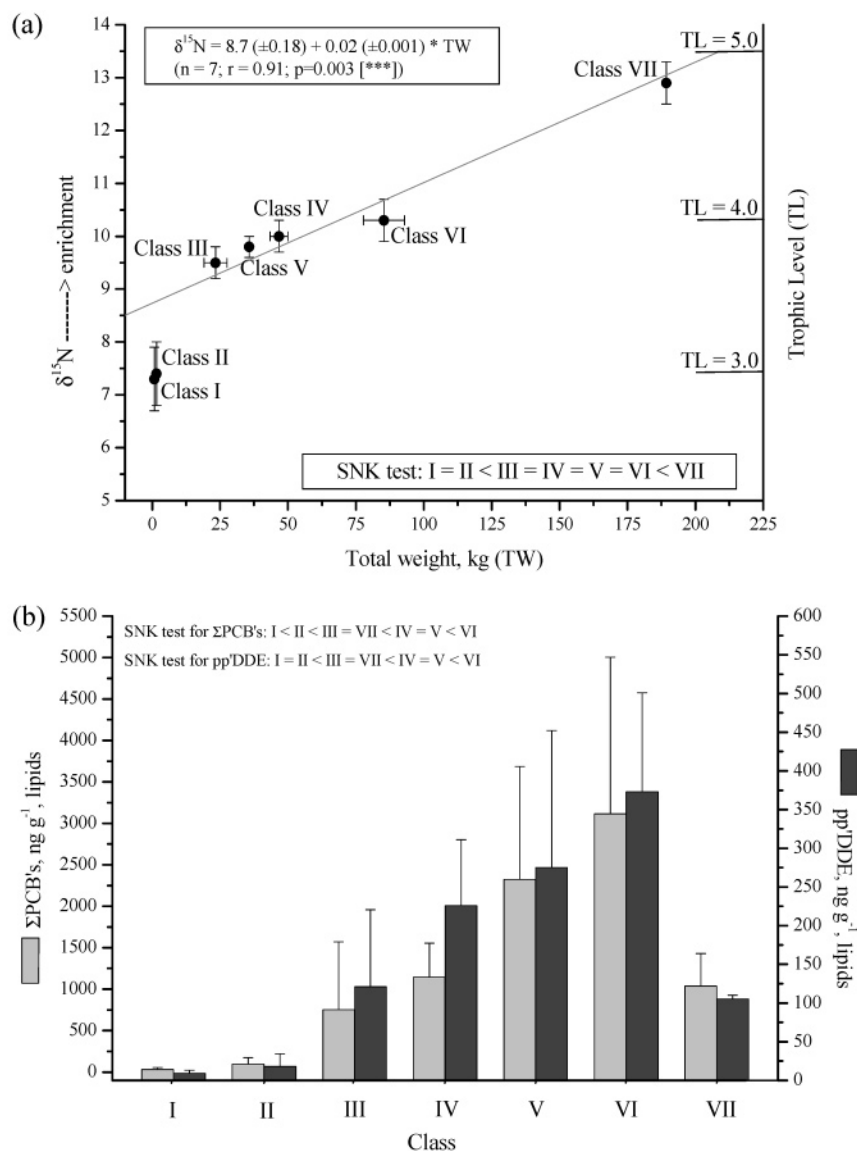 (a)
δ¹⁵N = 8.7 (±0.18) + 0.02 (±0.001) * TW
(n = 7; r = 0.91; p=0.003 [***])
TL = 5.0
Class VII
Class IV
TL = 4.0
Class III
Class VI
Class V
Class II
TL = 3.0
Class I
SNK test: I = II < III = IV = V = VI < VII
14
13
12
11
10
9
8
7
6
5
δ¹⁵N -------> enrichment
Trophic Level (TL)
0 25 50 75 100 125 150 175 200 225
Total weight, kg (TW)
(b)
SNK test for ΣPCB's: I < II < III = VII < IV = V < VI
SNK test for pp'DDE: I = II < III = VII < IV = V < VI
5500
5000
4500
4000
3500
3000
2500
2000
1500
1000
500
0
ΣPCB's, ng g⁻¹, lipids
600
550
500
450
400
350
300
250
200
150
100
50
0
pp'DDE, ng g⁻¹, lipids
I II III IV V VI VII
Class